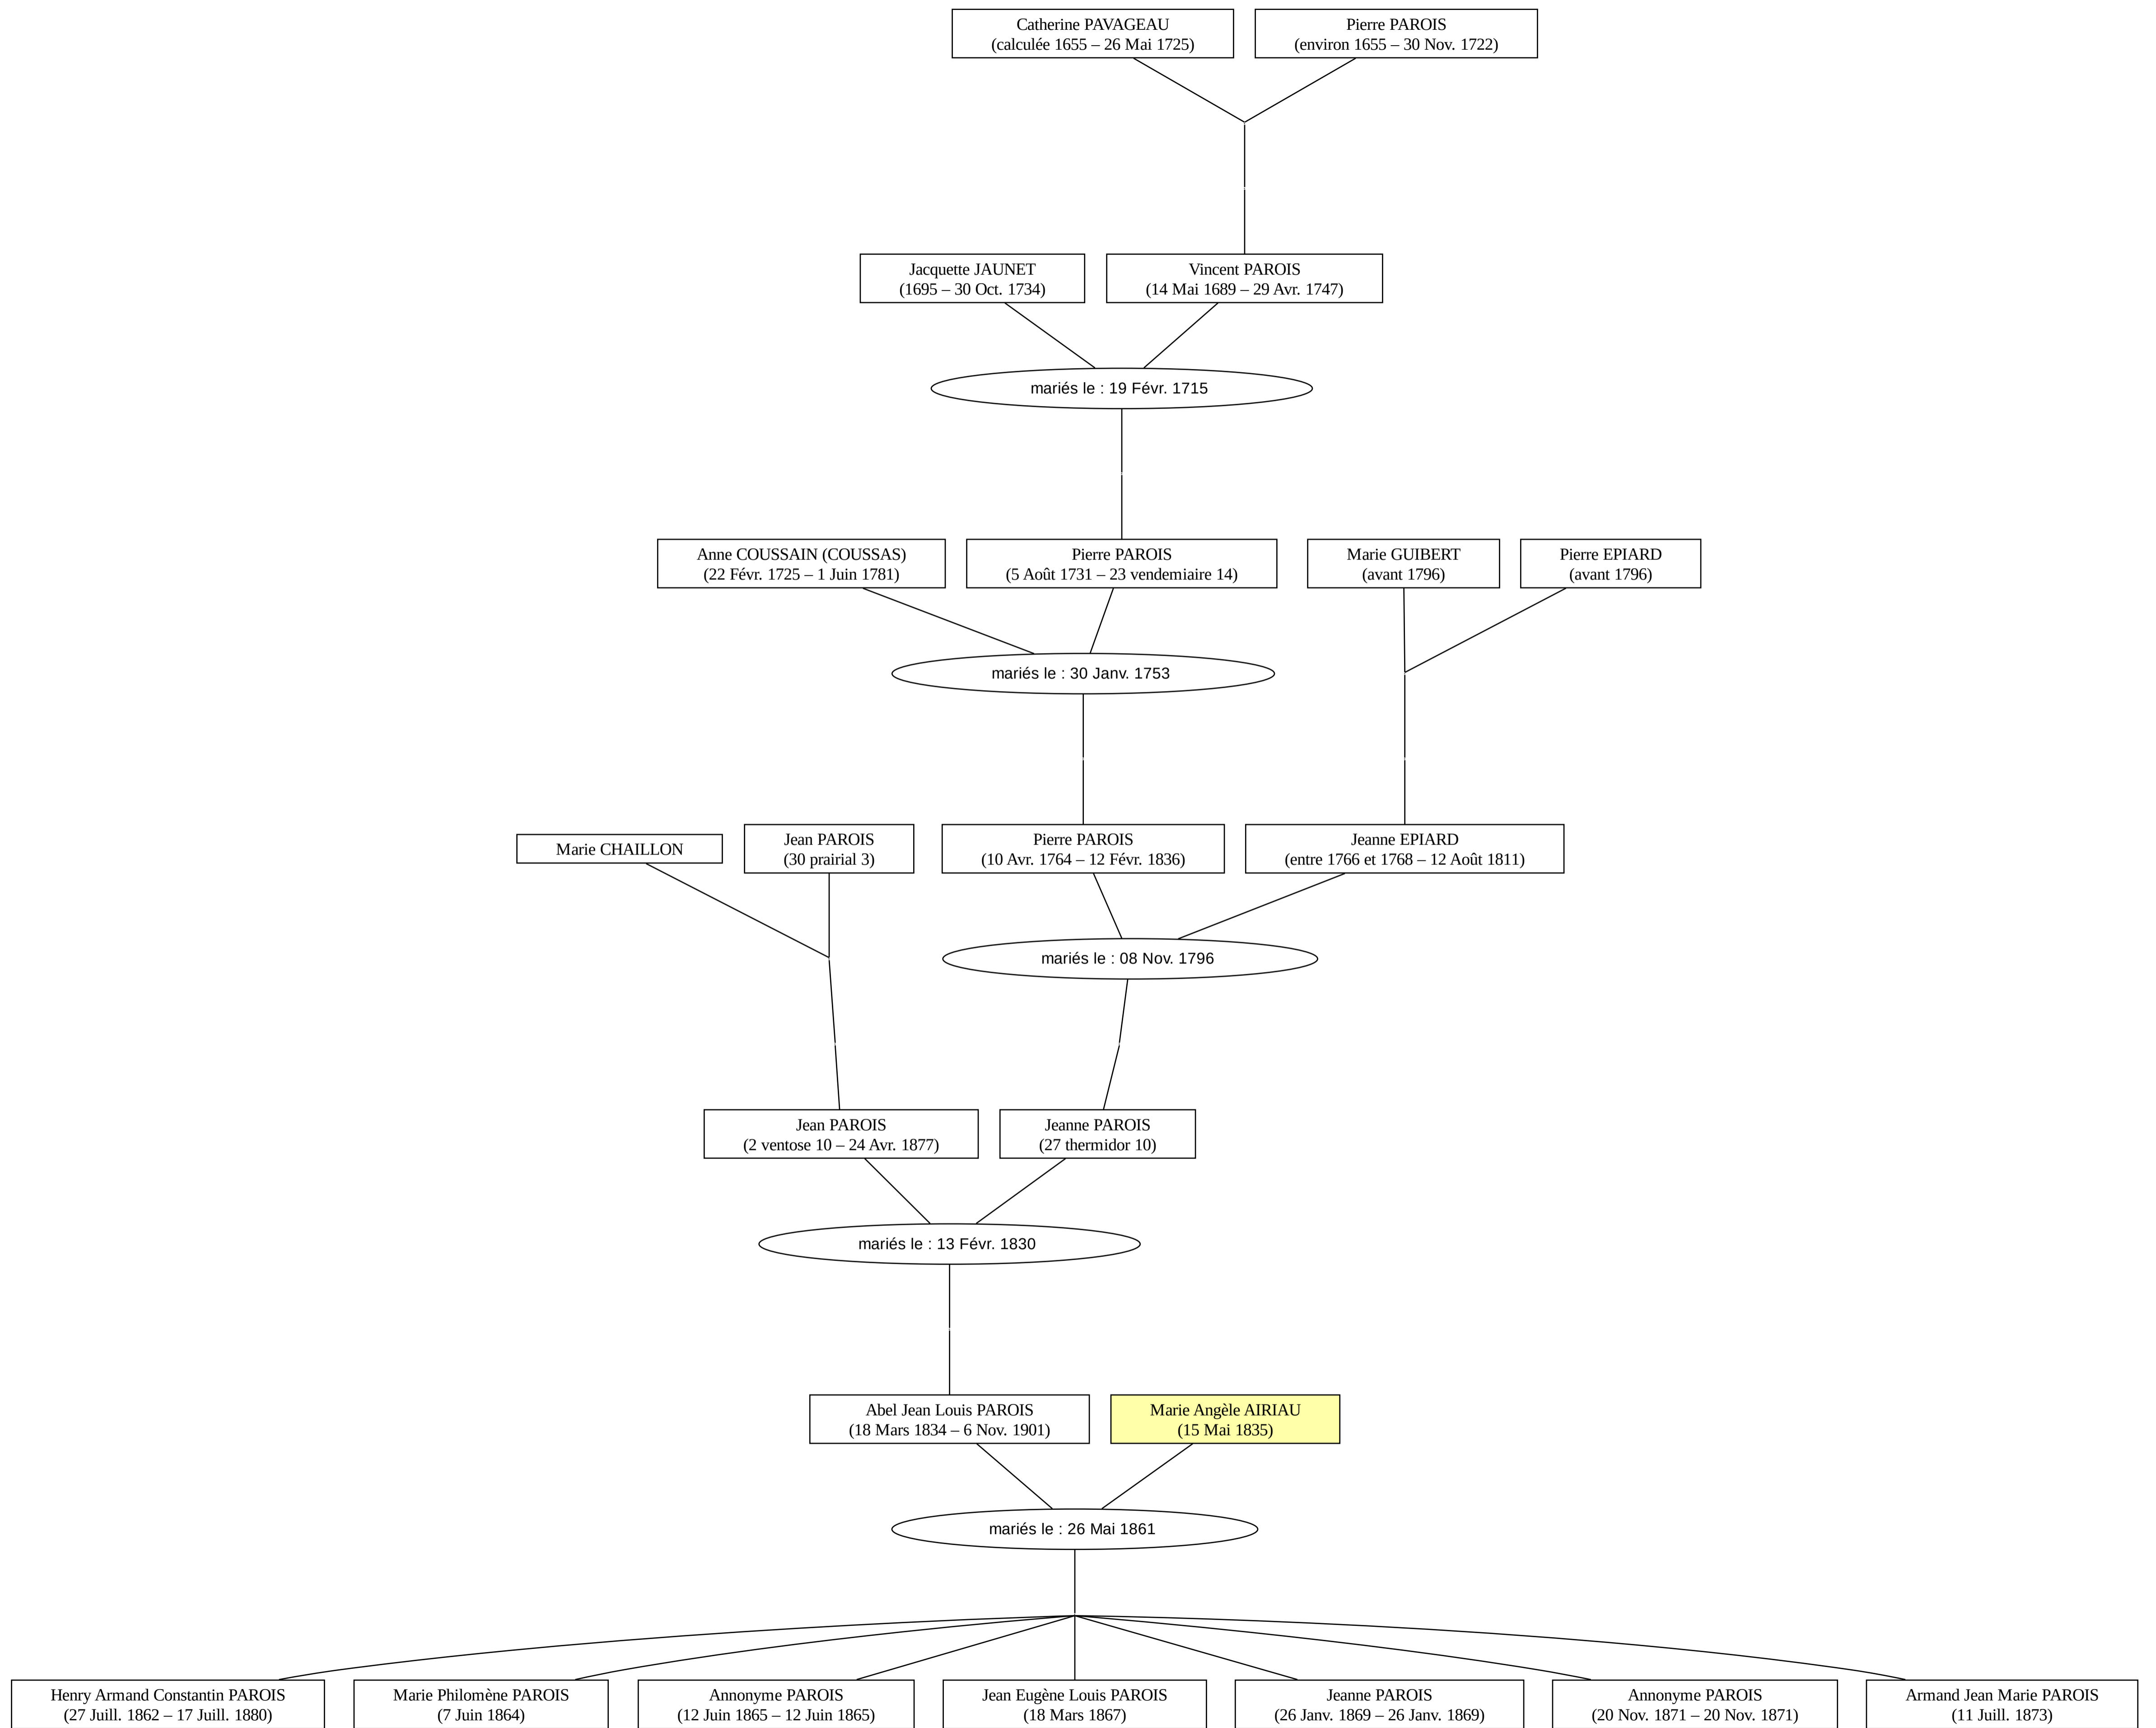 Catherine PAVAGEAU
(calculée 1655 – 26 Mai 1725)
Pierre PAROIS
(environ 1655 – 30 Nov. 1722)
Jacquette JAUNET
(1695 – 30 Oct. 1734)
Vincent PAROIS
(14 Mai 1689 – 29 Avr. 1747)
mariés le : 19 Févr. 1715
Anne COUSSAIN (COUSSAS)
(22 Févr. 1725 – 1 Juin 1781)
Pierre PAROIS
(5 Août 1731 – 23 vendemiaire 14)
Marie GUIBERT
(avant 1796)
Pierre EPIARD
(avant 1796)
mariés le : 30 Janv. 1753
Marie CHAILLON
Jean PAROIS
(30 prairial 3)
Pierre PAROIS
(10 Avr. 1764 – 12 Févr. 1836)
Jeanne EPIARD
(entre 1766 et 1768 – 12 Août 1811)
mariés le : 08 Nov. 1796
Jean PAROIS
(2 ventose 10 – 24 Avr. 1877)
Jeanne PAROIS
(27 thermidor 10)
mariés le : 13 Févr. 1830
Abel Jean Louis PAROIS
(18 Mars 1834 – 6 Nov. 1901)
Marie Angèle AIRIAU
(15 Mai 1835)
mariés le : 26 Mai 1861
Henry Armand Constantin PAROIS
(27 Juill. 1862 – 17 Juill. 1880)
Marie Philomène PAROIS
(7 Juin 1864)
Annonyme PAROIS
(12 Juin 1865 – 12 Juin 1865)
Jean Eugène Louis PAROIS
(18 Mars 1867)
Jeanne PAROIS
(26 Janv. 1869 – 26 Janv. 1869)
Annonyme PAROIS
(20 Nov. 1871 – 20 Nov. 1871)
Armand Jean Marie PAROIS
(11 Juill. 1873)